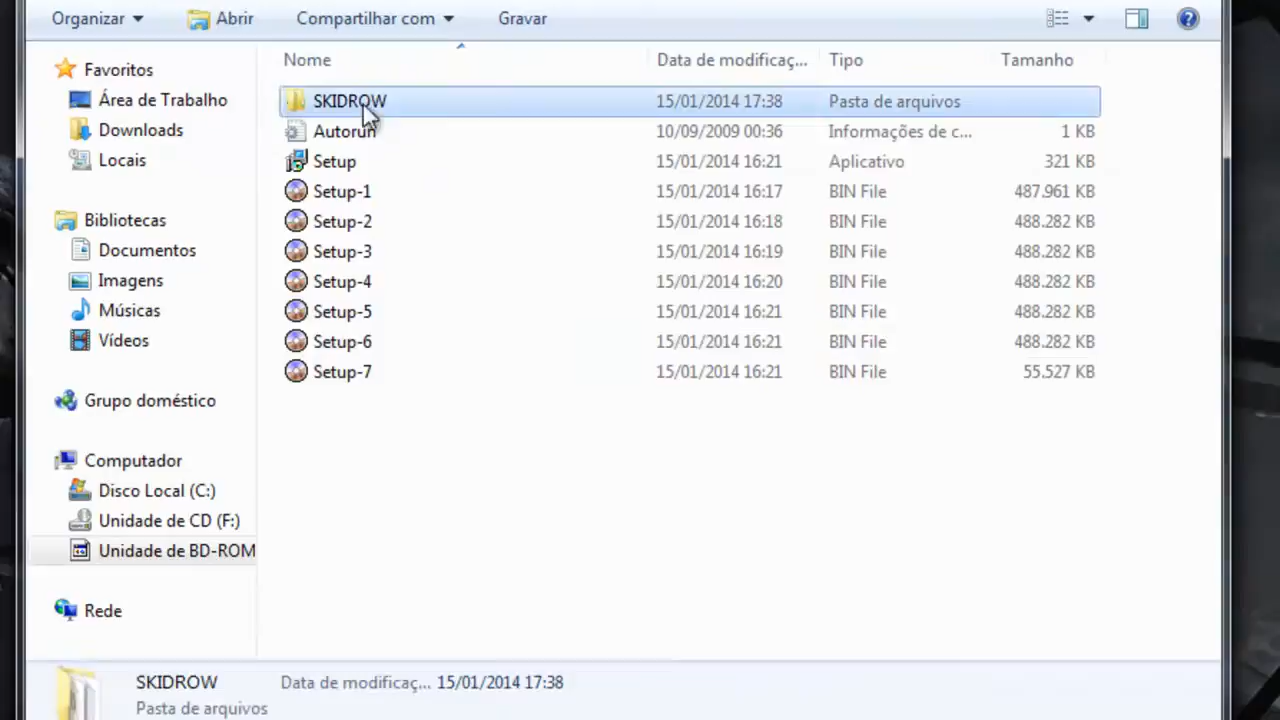 Organizar Abrir Compartilhar com Gravar
Nome Data de modificaç... Tipo Tamanho
Favoritos
Área de Trabalho
Downloads
Locais
Bibliotecas
Documentos
Imagens
Músicas
Vídeos
Grupo doméstico
Computador
Disco Local (C:)
Unidade de CD (F:)
Unidade de BD-ROM
Rede
SKIDROW 15/01/2014 17:38 Pasta de arquivos
Autorun 10/09/2009 00:36 Informações de c... 1 KB
Setup 15/01/2014 16:21 Aplicativo 321 KB
Setup-1 15/01/2014 16:17 BIN File 487.961 KB
Setup-2 15/01/2014 16:18 BIN File 488.282 KB
Setup-3 15/01/2014 16:19 BIN File 488.282 KB
Setup-4 15/01/2014 16:20 BIN File 488.282 KB
Setup-5 15/01/2014 16:21 BIN File 488.282 KB
Setup-6 15/01/2014 16:21 BIN File 488.282 KB
Setup-7 15/01/2014 16:21 BIN File 55.527 KB
SKIDROW Data de modificaç... 15/01/2014 17:38
Pasta de arquivos